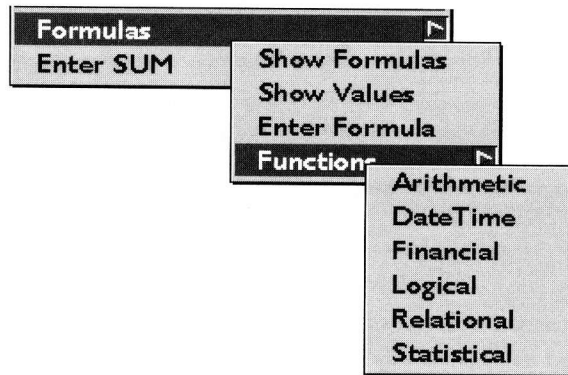 Formulas
Enter SUM
Show Formulas
Show Values
Enter Formula
Functions
Arithmetic
DateTime
Financial
Logical
Relational
Statistical